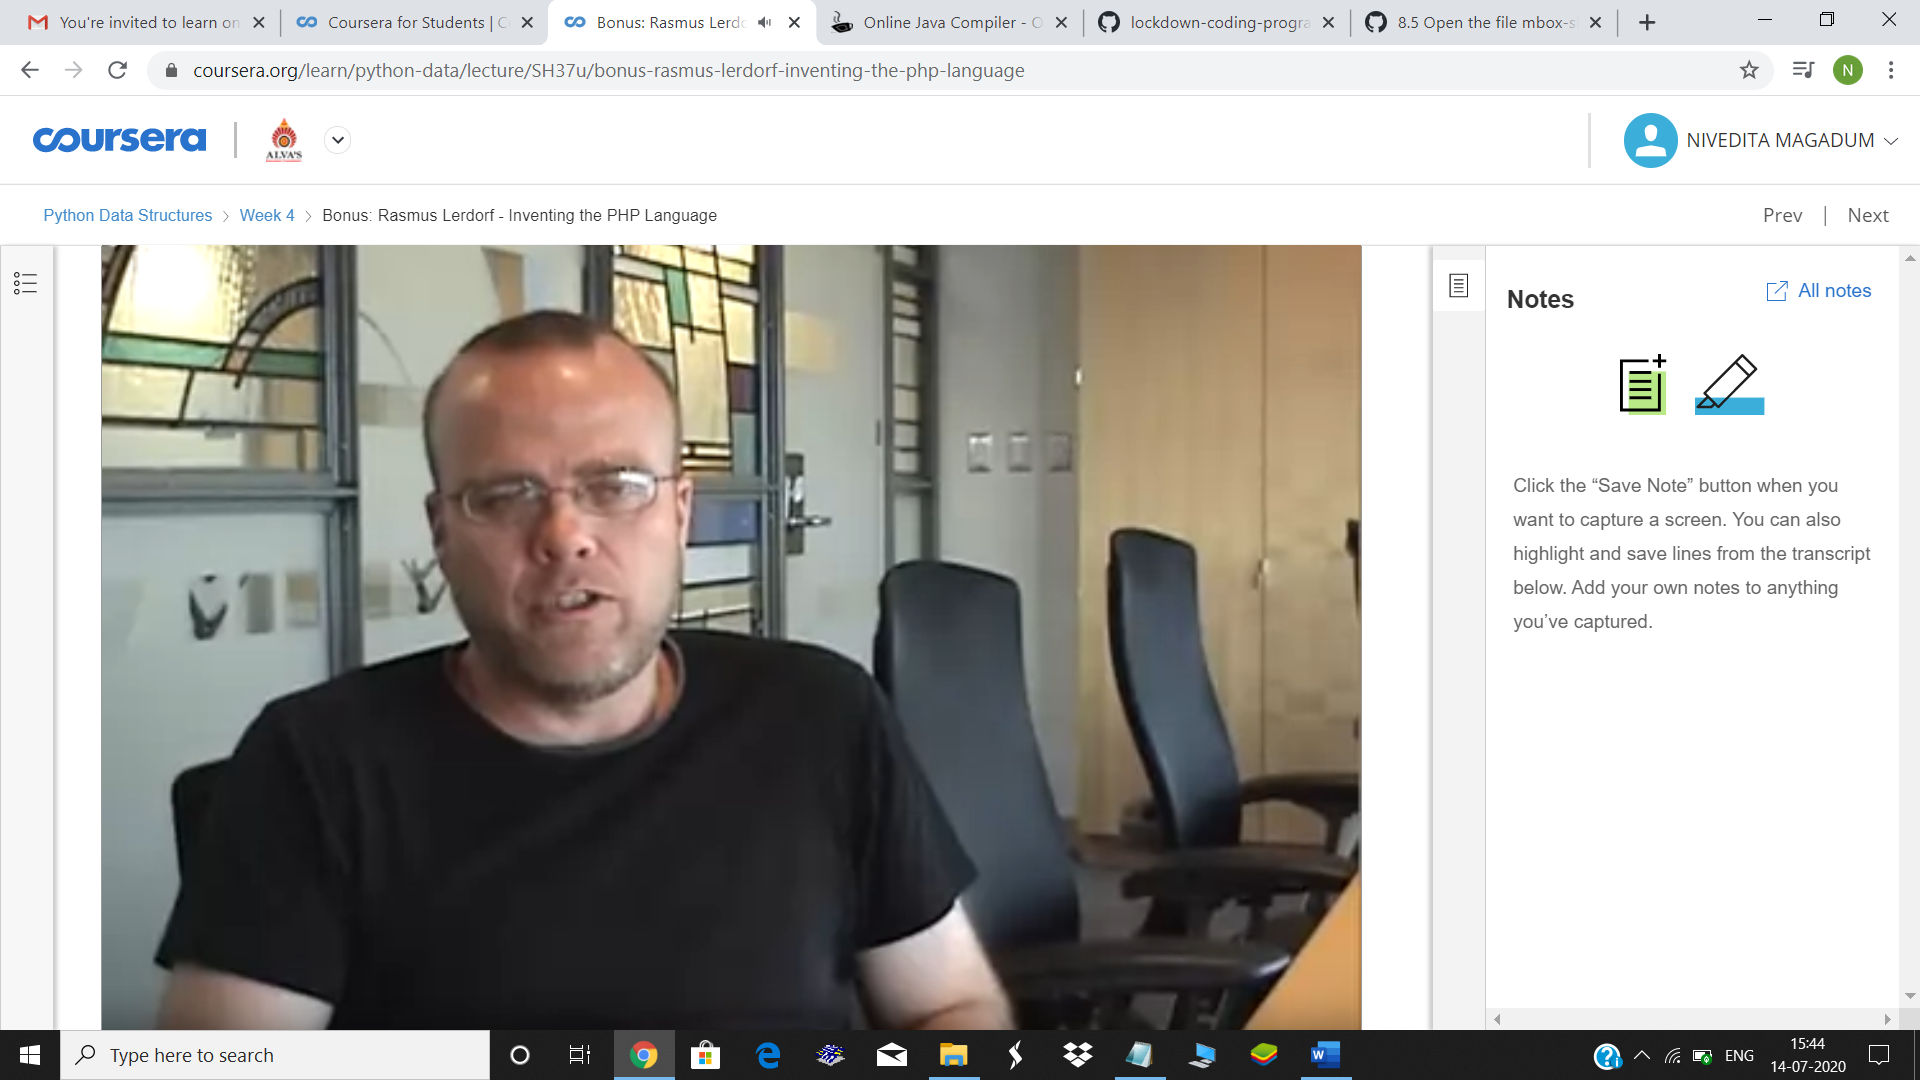 You're invited to learn on
Coursera for Students | C
Bonus: Rasmus Lerdo
Online Java Compiler - O
lockdown-coding-progra
8.5 Open the file mbox-s
coursera.org/learn/python-data/lecture/SH37u/bonus-rasmus-lerdorf-inventing-the-php-language
N
coursera
ALVA'S
NIVEDITA MAGADUM
Python Data Structures
Week 4
Bonus: Rasmus Lerdorf - Inventing the PHP Language
Prev | Next
Notes
All notes
Click the “Save Note” button when you
want to capture a screen. You can also
highlight and save lines from the transcript
below. Add your own notes to anything
you’ve captured.
Type here to search
ENG
15:44
14-07-2020